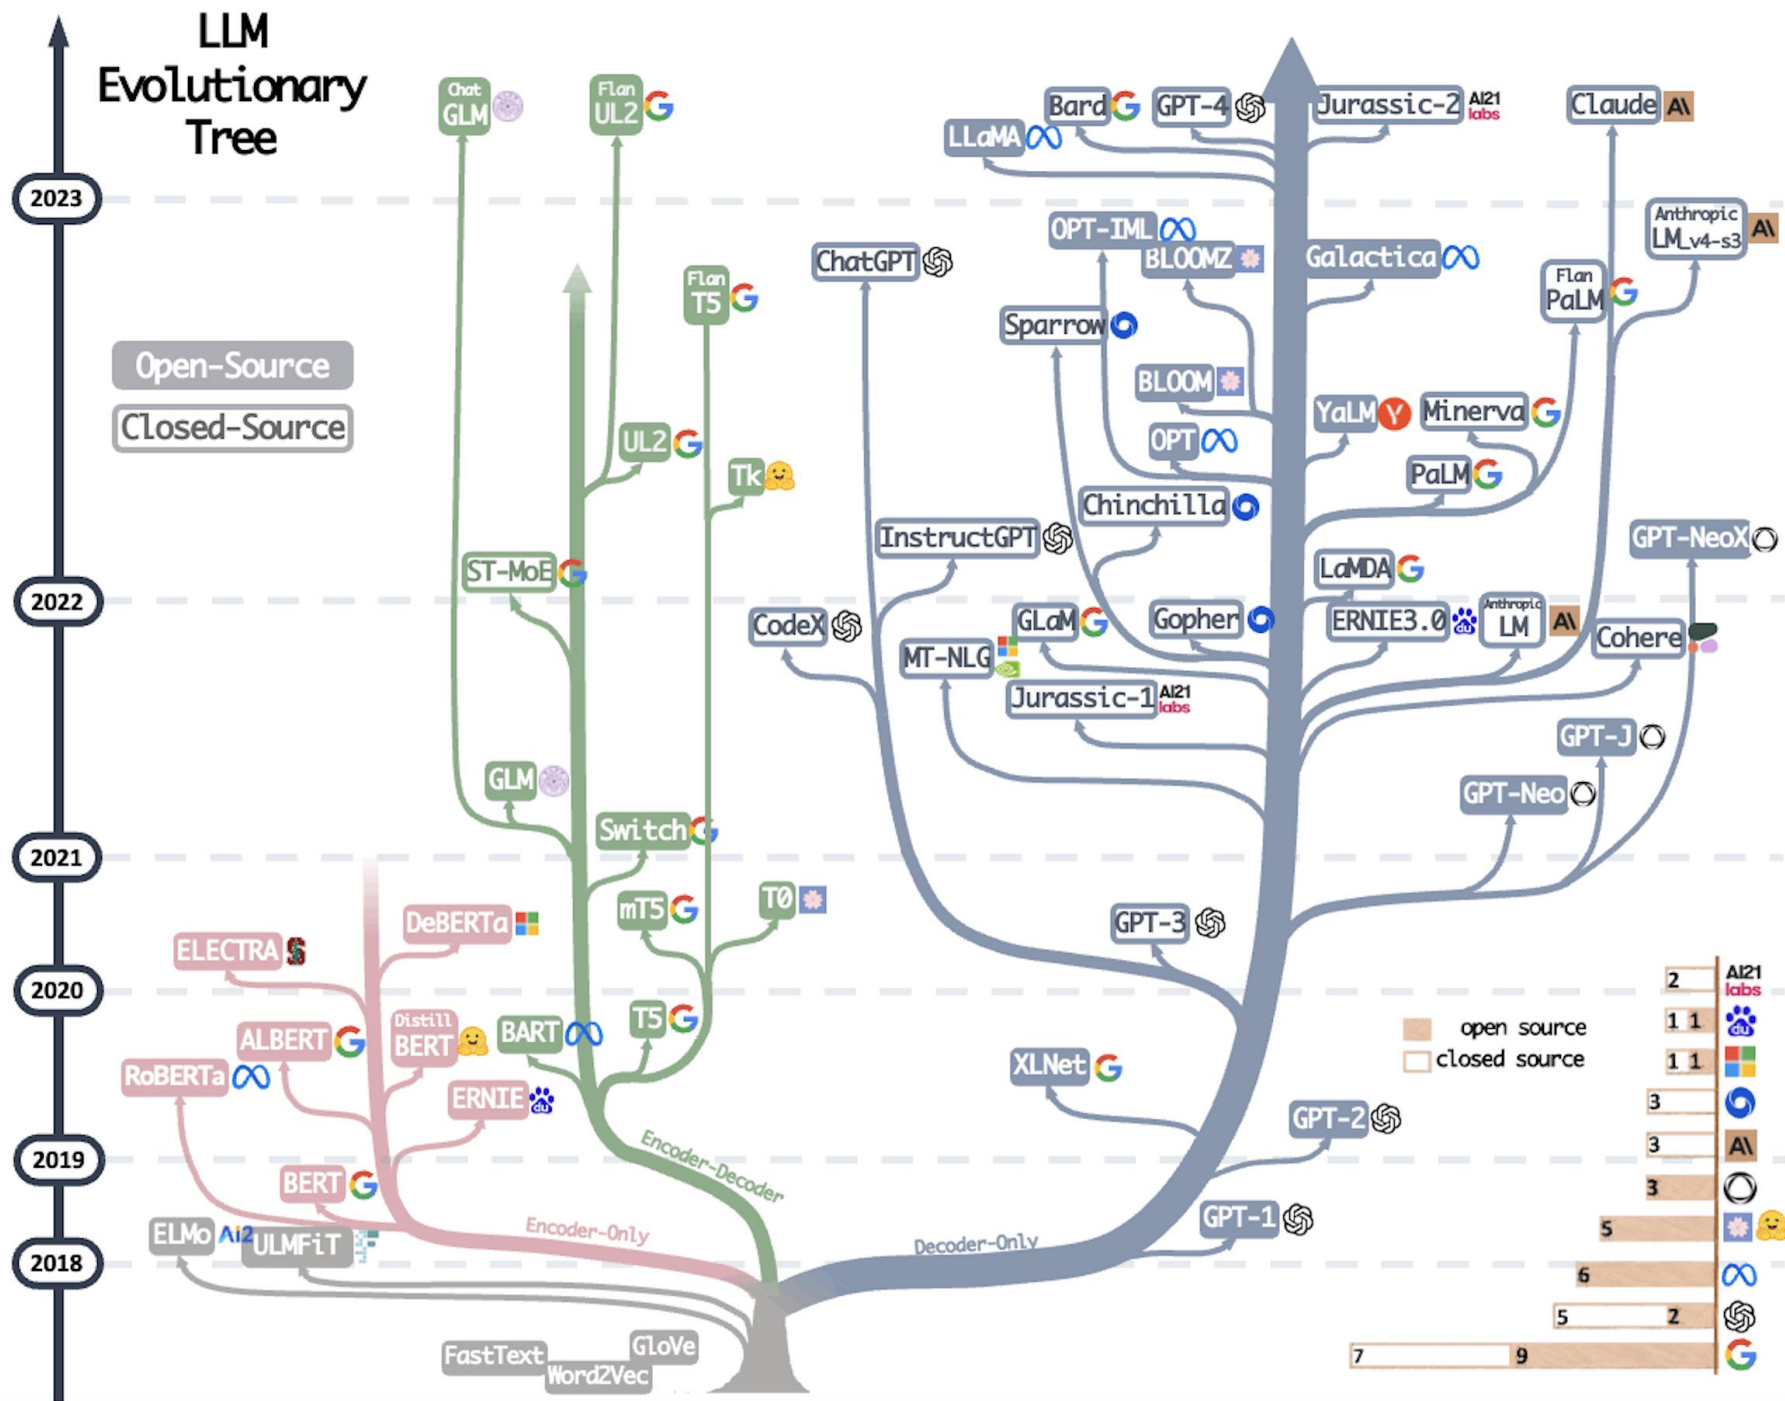 LLM
Evolutionary
Tree
Chat
GLM
Flan
UL2
Bard
GPT-4
Jurassic-2
AI21
labs
Claude
A\
LLaMA
2023
OPT-IML
Anthropic
LM_v4-s3
A\
ChatGPT
BLOOMZ
Galactica
Flan
T5
Flan
PaLM
Sparrow
Open-Source
Closed-Source
BLOOM
YaLM
Minerva
UL2
OPT
Tk
PaLM
Chinchilla
InstructGPT
GPT-NeoX
ST-MoE
LaMDA
2022
CodeX
GLaM
Gopher
ERNIE3.0
du
Anthropic
LM
A\
Cohere
MT-NLG
Jurassic-1
AI21
labs
GPT-J
GLM
GPT-Neo
Switch
2021
mT5
T0
DeBERTa
GPT-3
ELECTRA
S
2020
T5
BART
Distill
BERT
ALBERT
RoBERTa
XLNet
ERNIE
du
GPT-2
2019
Encoder-Decoder
BERT
GPT-1
ELMo
Ai2
ULMFiT
Encoder-Only
Decoder-Only
2018
GloVe
FastText
Word2Vec
open source
closed source
2
AI21
labs
1 1
du
1 1
3
3
A\
3
5
6
5 2
7 9